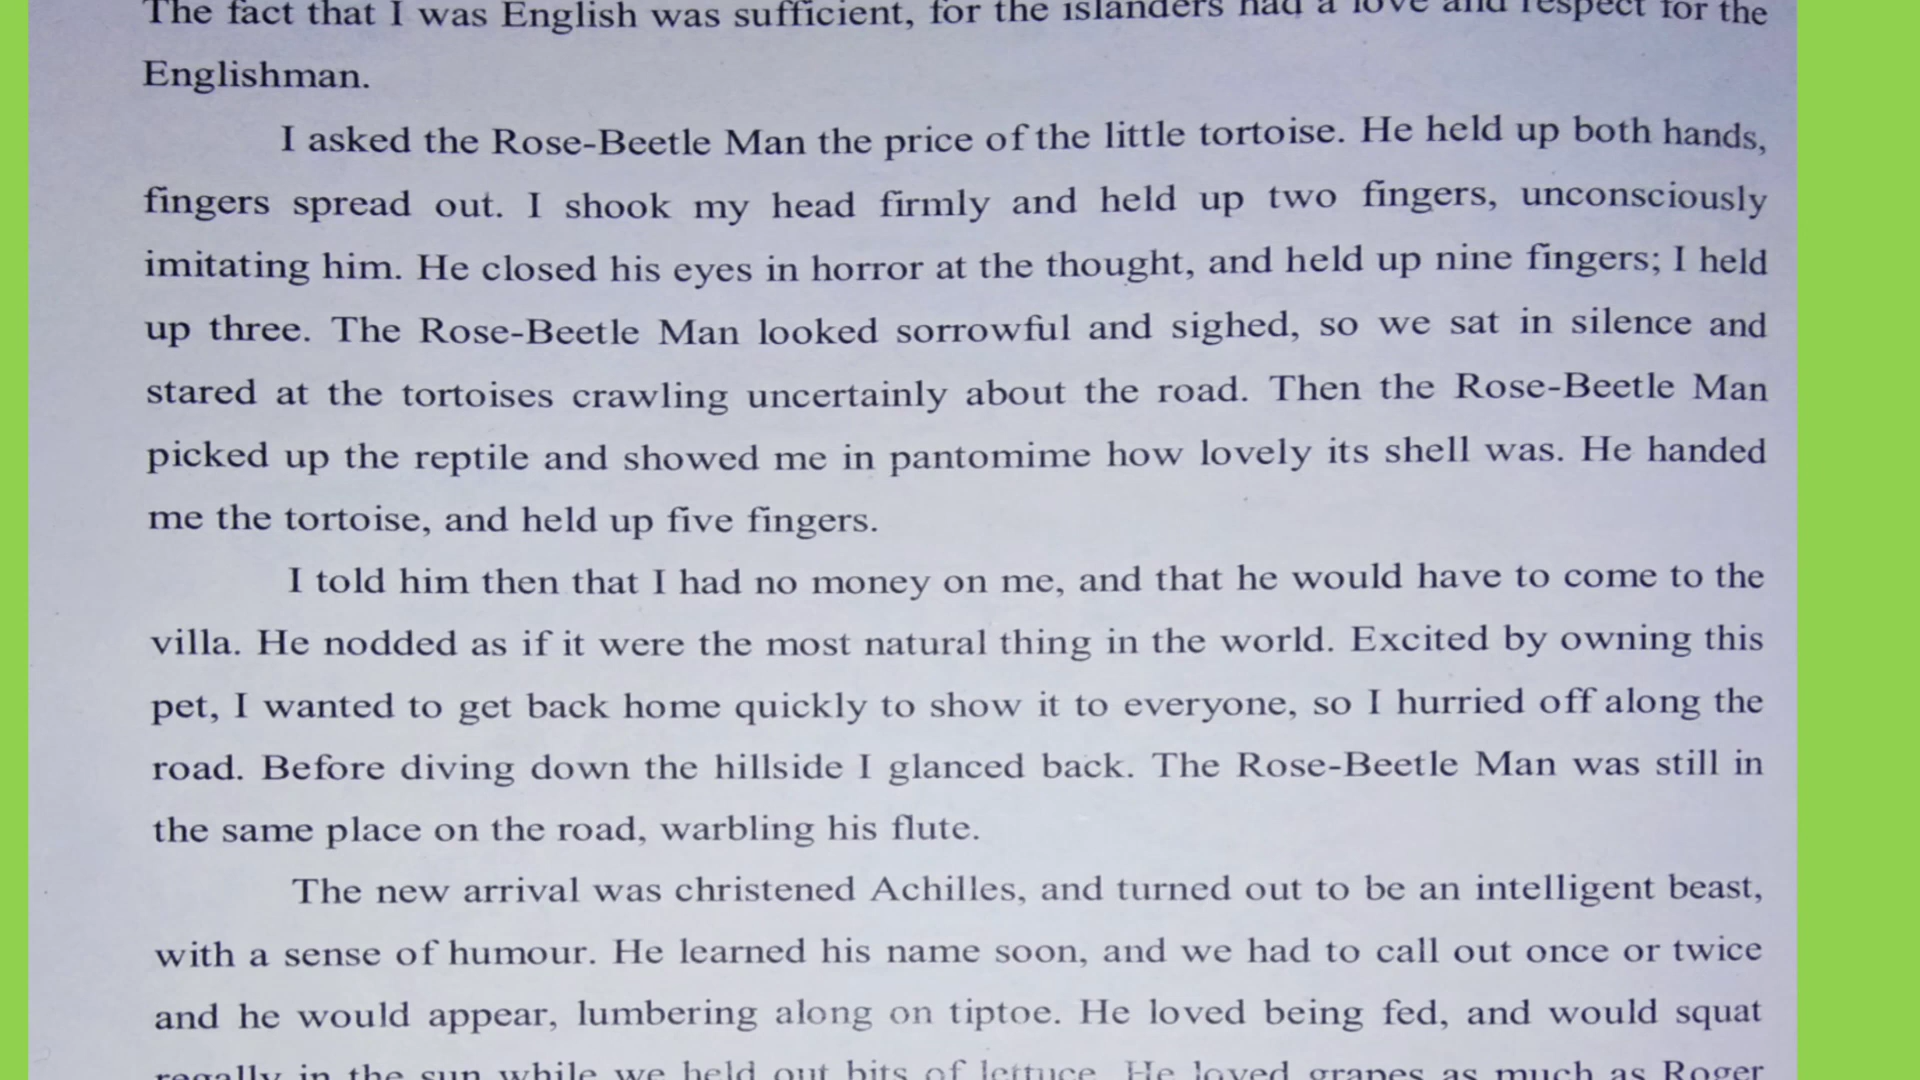 The fact that I was English was sufficient, for the islanders had a love and respect for the
Englishman.
I asked the Rose-Beetle Man the price of the little tortoise. He held up both hands,
fingers spread out. I shook my head firmly and held up two fingers, unconsciously
imitating him. He closed his eyes in horror at the thought, and held up nine fingers; I held
up three. The Rose-Beetle Man looked sorrowful and sighed, so we sat in silence and
stared at the tortoises crawling uncertainly about the road. Then the Rose-Beetle Man
picked up the reptile and showed me in pantomime how lovely its shell was. He handed
me the tortoise, and held up five fingers.
I told him then that I had no money on me, and that he would have to come to the
villa. He nodded as if it were the most natural thing in the world. Excited by owning this
pet, I wanted to get back home quickly to show it to everyone, so I hurried off along the
road. Before diving down the hillside I glanced back. The Rose-Beetle Man was still in
the same place on the road, warbling his flute.
The new arrival was christened Achilles, and turned out to be an intelligent beast,
with a sense of humour. He learned his name soon, and we had to call out once or twice
and he would appear, lumbering along on tiptoe. He loved being fed, and would squat
regally in the sun while we held out bits of lettuce. He loved grapes as much as Roger